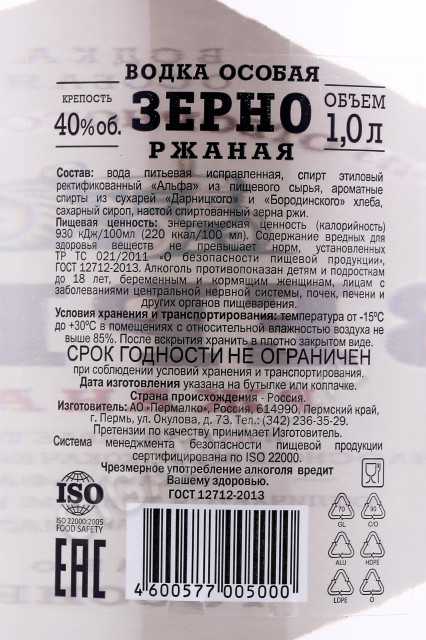 ВОДКА ОСОБАЯ
КРЕПОСТЬ
40%об.
ЗЕРНО
ОБЪЕМ
1,0л
РЖАНАЯ
Состав: вода питьевая исправленная, спирт этиловый
ректификованный «Альфа» из пищевого сырья, ароматные
спирты из сухарей «Дарницкого» и «Бородинского» хлеба,
сахарный сироп, настой спиртованный зерна ржи.
Пищевая ценность: энергетическая ценность (калорийность)
930 кДж/100мл (220 ккал/100 мл). Содержание вредных для
здоровья веществ не превышает норм, установленных
ТР ТС 021/2011 «О безопасности пищевой продукции»,
ГОСТ 12712-2013. Алкоголь противопоказан детям и подросткам
до 18 лет, беременным и кормящим женщинам, лицам с
заболеваниями центральной нервной системы, почек, печени и
других органов пищеварения.
Условия хранения и транспортирования: температура от -15°С
до +30°С в помещениях с относительной влажностью воздуха не
выше 85%. После вскрытия хранить в плотно закрытом виде.
СРОК ГОДНОСТИ НЕ ОГРАНИЧЕН
при соблюдении условий хранения и транспортирования.
Дата изготовления указана на бутылке или колпачке.
Страна происхождения - Россия.
Изготовитель: АО «Пермалко», Россия, 614990, Пермский край,
г. Пермь, ул. Окулова, д. 73. Тел.: (342) 236-35-29.
Претензии по качеству принимает Изготовитель.
Система менеджмента безопасности пищевой продукции
сертифицирована по ISO 22000.
Чрезмерное употребление алкоголя вредит
Вашему здоровью.
ГОСТ 12712-2013
ISO
ISO 22000:2005
FOOD SAFETY
EAC
4 600577 005000
70
GL
90
C/O
ALU
HDPE
LDPE
O